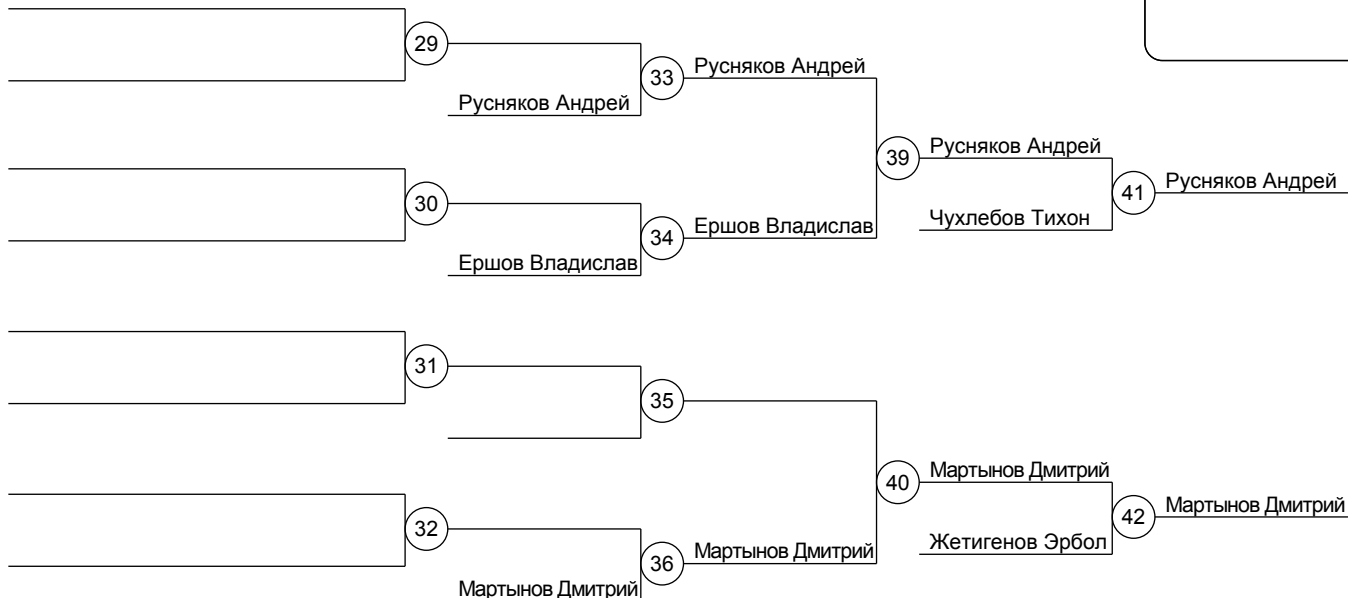 29
33
Русняков Андрей
Русняков Андрей
39
Русняков Андрей
41
Русняков Андрей
Чухлебов Тихон
30
34
Ершов Владислав
Ершов Владислав
31
35
40
Мартынов Дмитрий
42
Мартынов Дмитрий
Жетигенов Эрбол
32
36
Мартынов Дмитрий
Мартынов Дмитрий